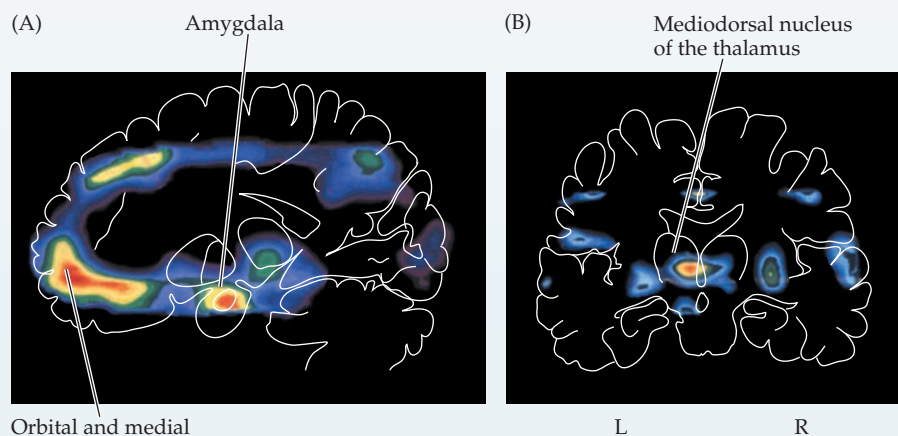 (A)
Amygdala
(B)
Mediodorsal nucleus
of the thalamus
Orbital and medial
L
R